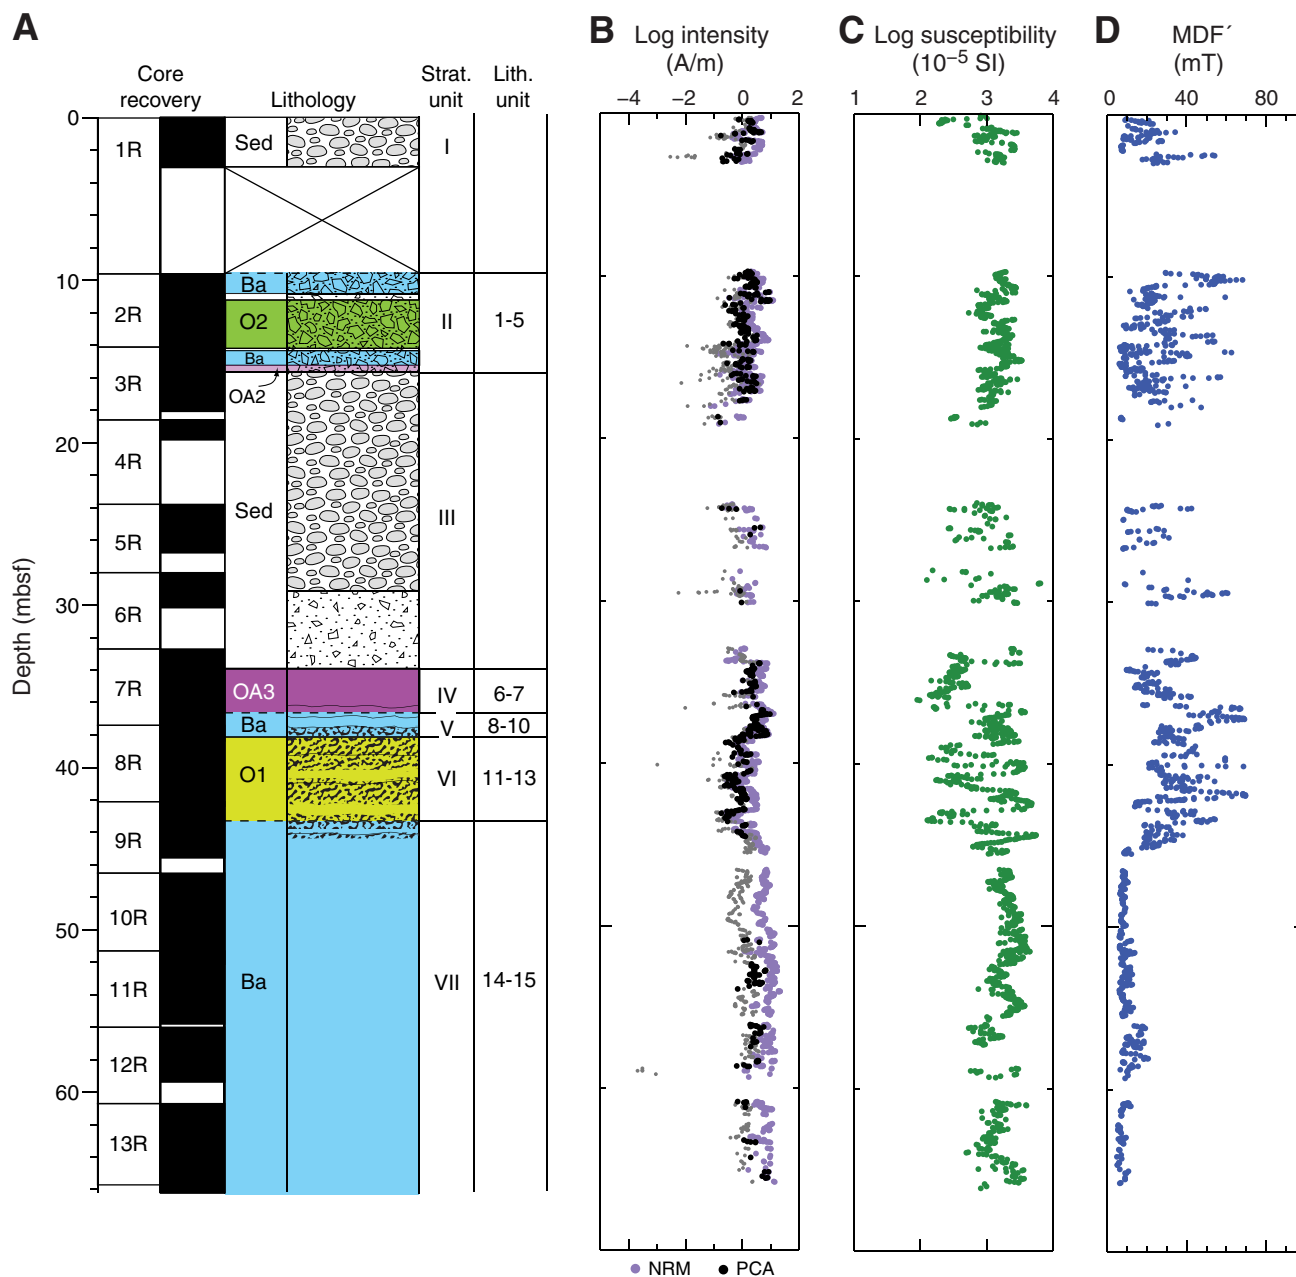 A
B
C
D
Core recovery
Lithology
Strat. unit
Lith. unit
Log intensity
(A/m)
Log susceptibility
(10⁻⁵ SI)
MDF´
(mT)
−4 −2 0 2
1 2 3 4
0 40 80
Depth (mbsf)
0
10
20
30
40
50
60
1R
2R
3R
4R
5R
6R
7R
8R
9R
10R
11R
12R
13R
Sed
Ba
O2
Ba
OA2
Sed
OA3
Ba
O1
Ba
I
II
III
IV
V
VI
VII
1-5
6-7
8-10
11-13
14-15
NRM PCA